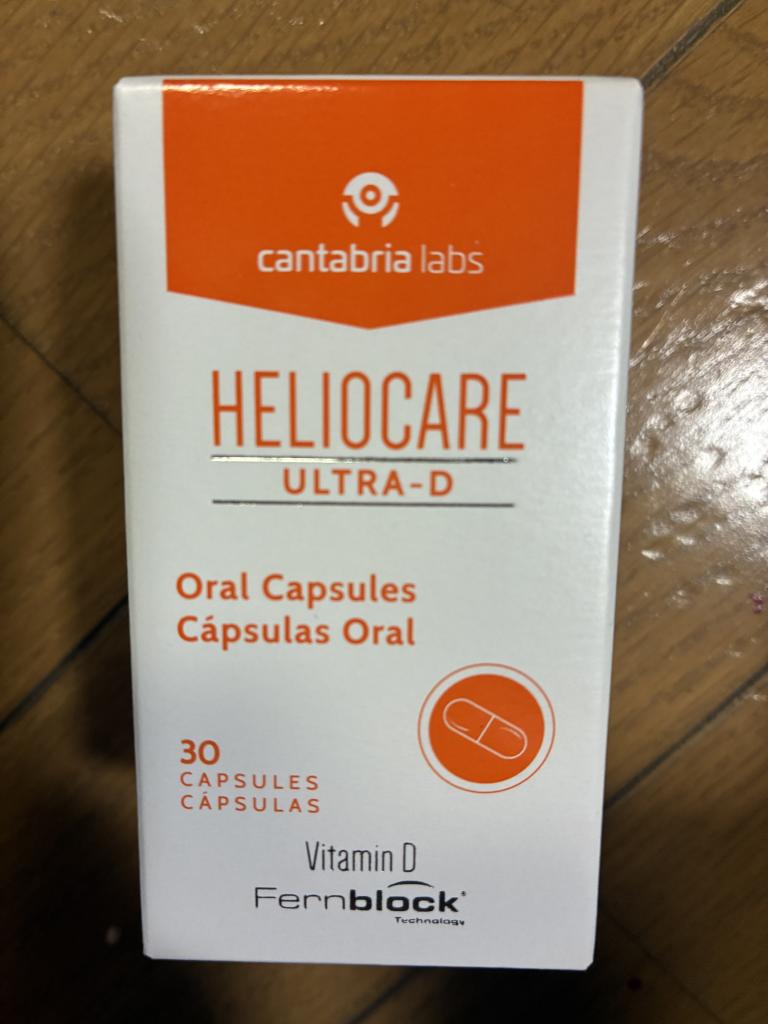 cantabria labs
HELIOCARE
ULTRA-D
Oral Capsules
Cápsulas Oral
30
CAPSULES
CÁPSULAS
Vitamin D
Fernblock®
Technology